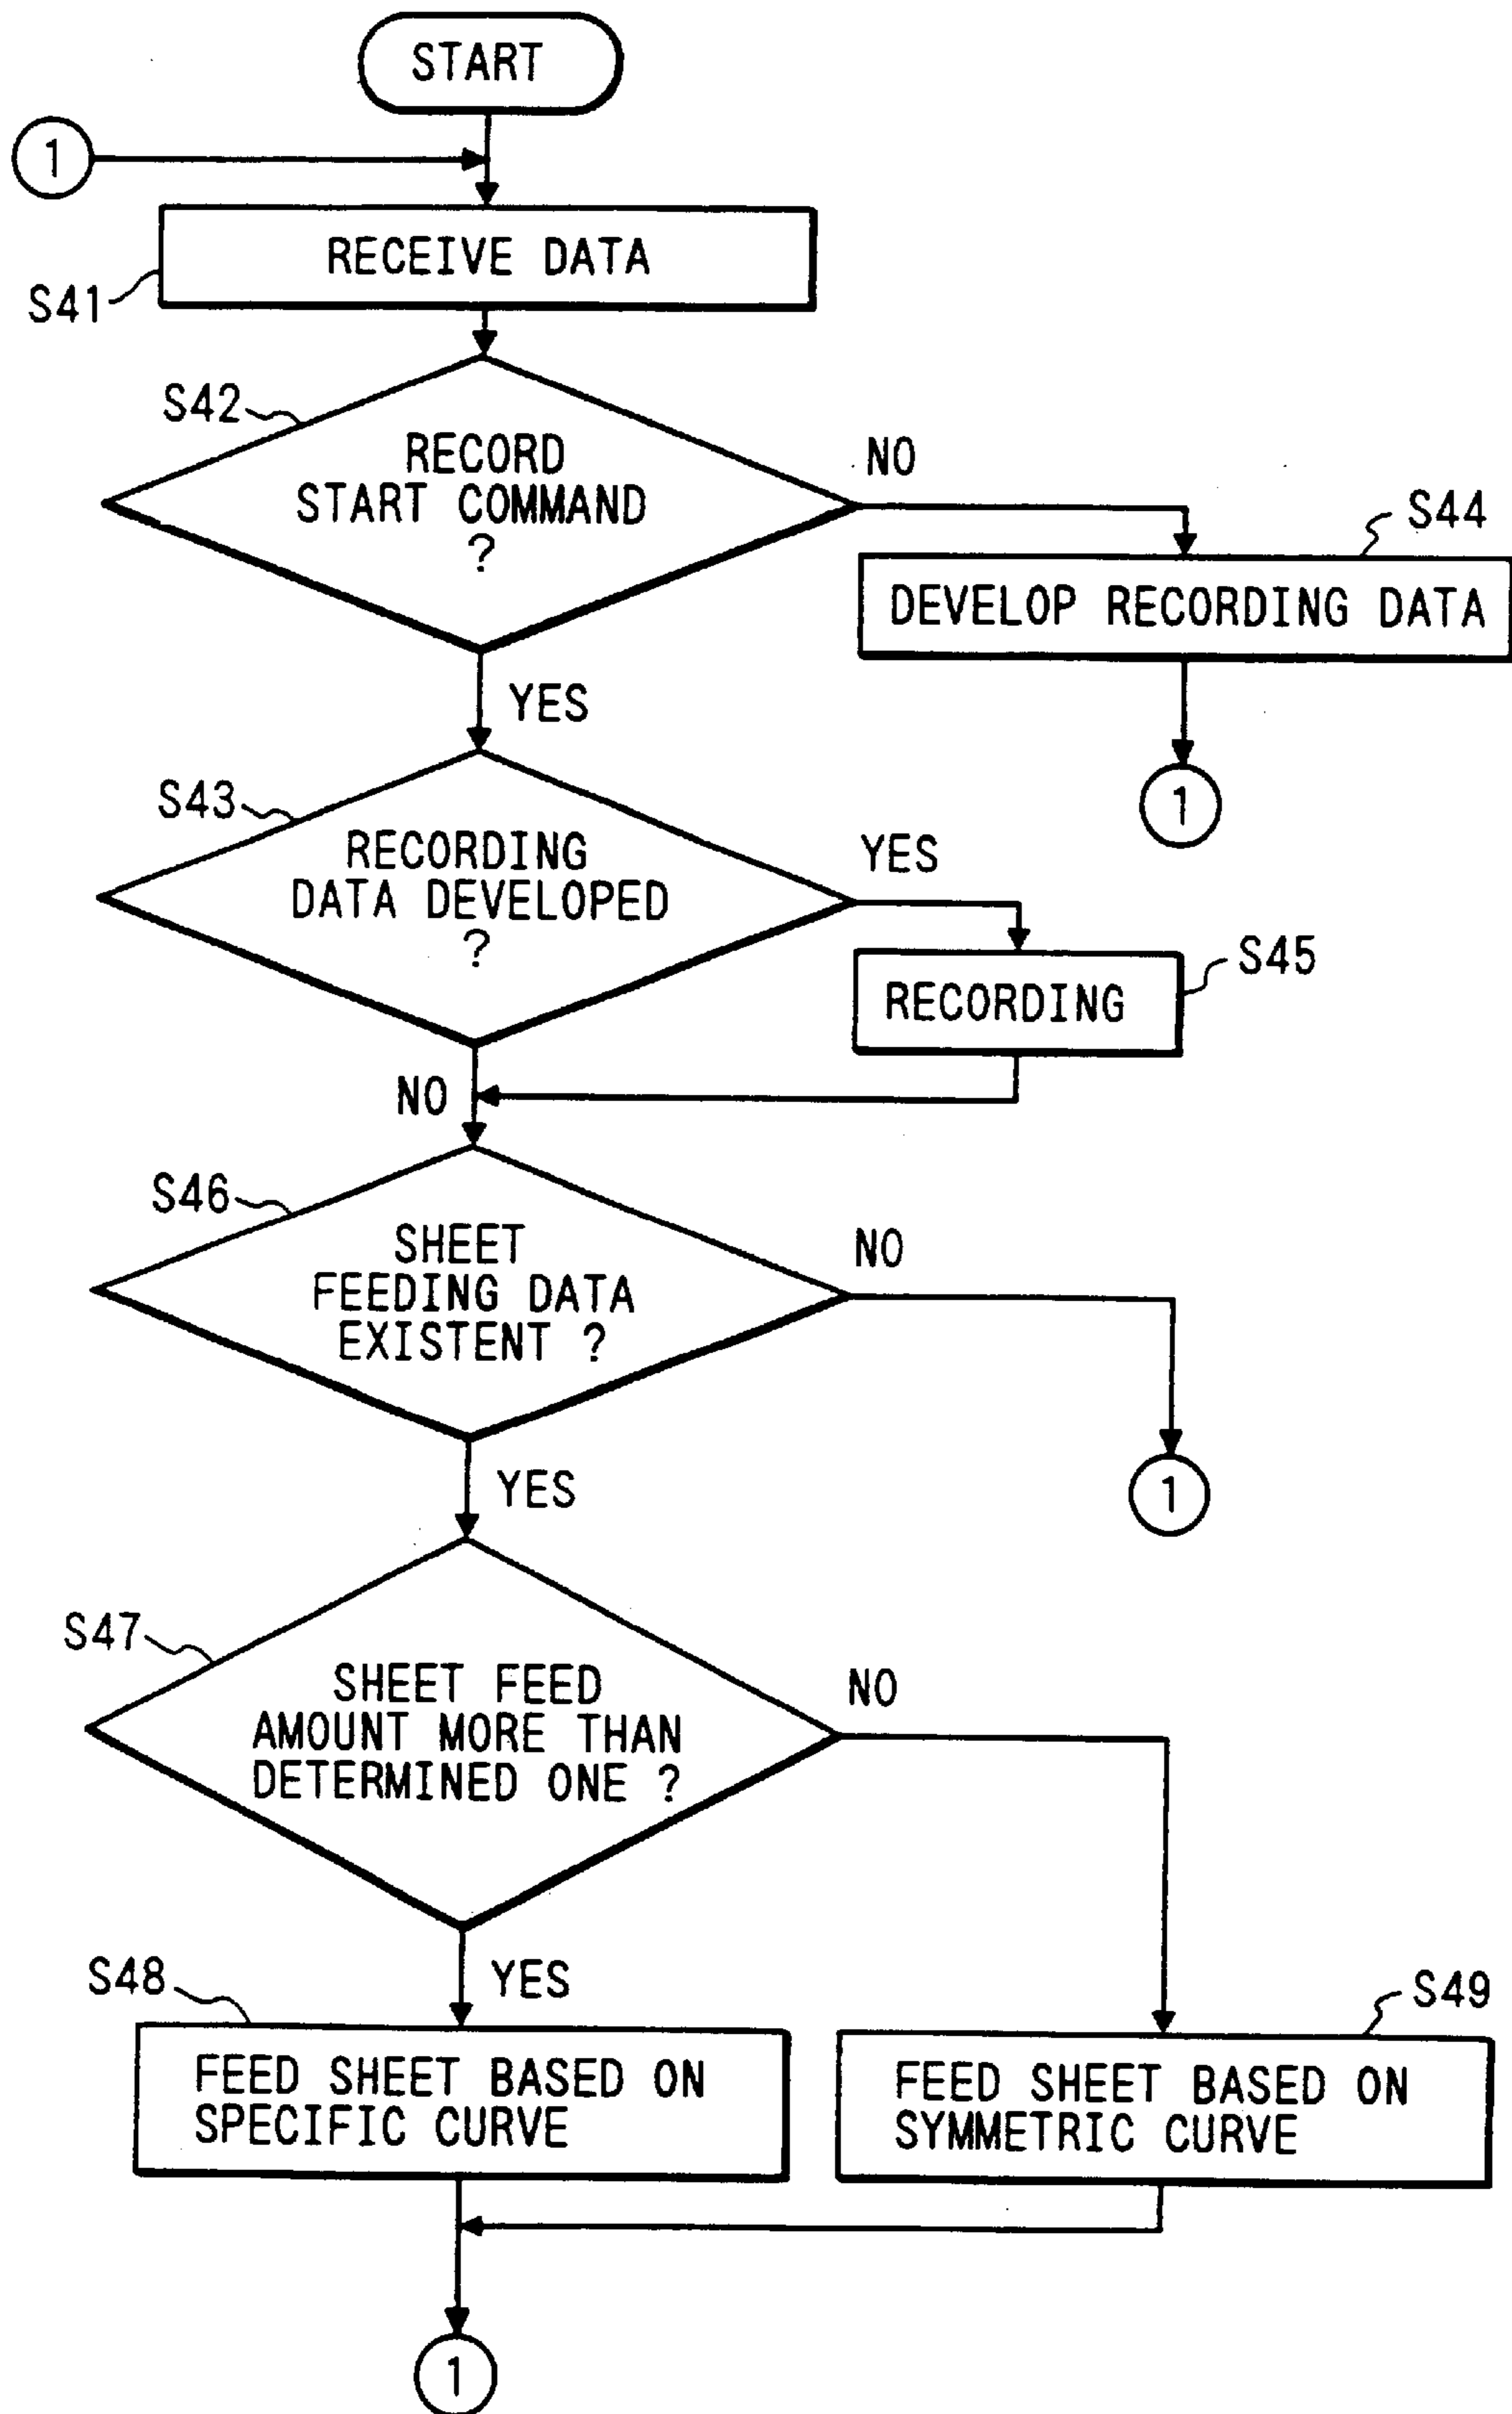 START
1
RECEIVE DATA
S41
S42
RECORD
START COMMAND
?
NO
S44
DEVELOP RECORDING DATA
YES
1
S43
RECORDING
DATA DEVELOPED
?
YES
S45
RECORDING
NO
S46
SHEET
FEEDING DATA
EXISTENT ?
NO
YES
1
S47
SHEET FEED
AMOUNT MORE THAN
DETERMINED ONE ?
NO
S48
YES
S49
FEED SHEET BASED ON
SPECIFIC CURVE
FEED SHEET BASED ON
SYMMETRIC CURVE
1